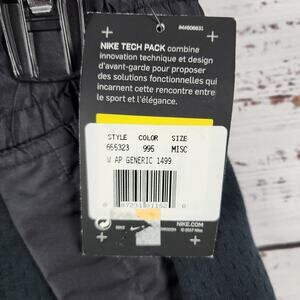 NIKE TECH PACK combine
innovation technique et design
d'avant-garde pour proposer
des solutions fonctionnelles qui
incarnent cette rencontre entre
le sport et l'élégance.
STYLE COLOR SIZE
655323 995 MISC
W AP GENERIC 1499
NIKE.COM